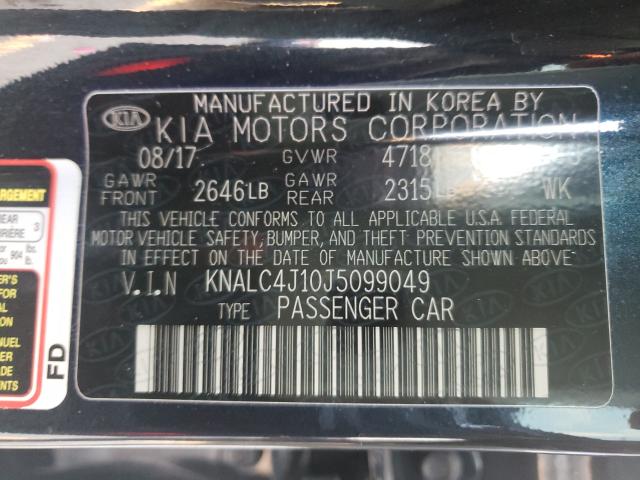 MANUFACTURED IN KOREA BY
KIA KIA MOTORS CORPORATION
08/17 GVWR 4718
GAWR FRONT 2646LB GAWR REAR 2315 WK
THIS VEHICLE CONFORMS TO ALL APPLICABLE U.S.A. FEDERAL
MOTOR VEHICLE SAFETY, BUMPER, AND THEFT PREVENTION STANDARDS
IN EFFECT ON THE DATE OF MANUFACTURE SHOWN ABOVE.
V.I.N KNALC4J10J5099049
TYPE PASSENGER CAR
FD
3